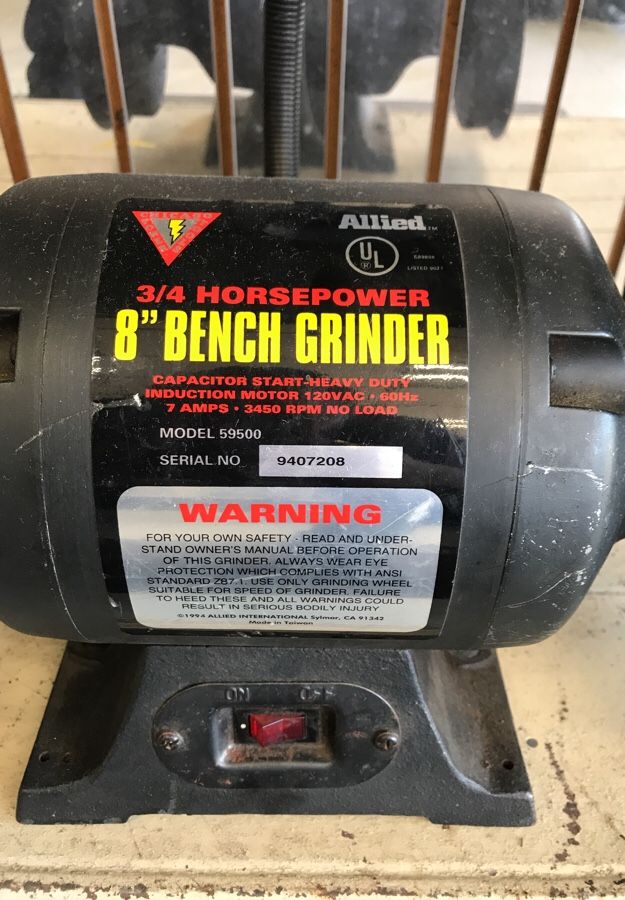 CHICAGO
Allied™
UL
®
LISTED 902T
3/4 HORSEPOWER
8” BENCH GRINDER
CAPACITOR START-HEAVY DUTY
INDUCTION MOTOR 120VAC • 60Hz
7 AMPS • 3450 RPM NO LOAD
MODEL 59500
SERIAL NO 9407208
WARNING
FOR YOUR OWN SAFETY - READ AND UNDER-
STAND OWNER'S MANUAL BEFORE OPERATION
OF THIS GRINDER. ALWAYS WEAR EYE
PROTECTION WHICH COMPLIES WITH ANSI
STANDARD Z87.1. USE ONLY GRINDING WHEEL
SUITABLE FOR SPEED OF GRINDER. FAILURE
TO HEED THESE AND ALL WARNINGS COULD
RESULT IN SERIOUS BODILY INJURY
©1994 ALLIED INTERNATIONAL Sylmar, CA 91342
Made in Taiwan
ON OFF